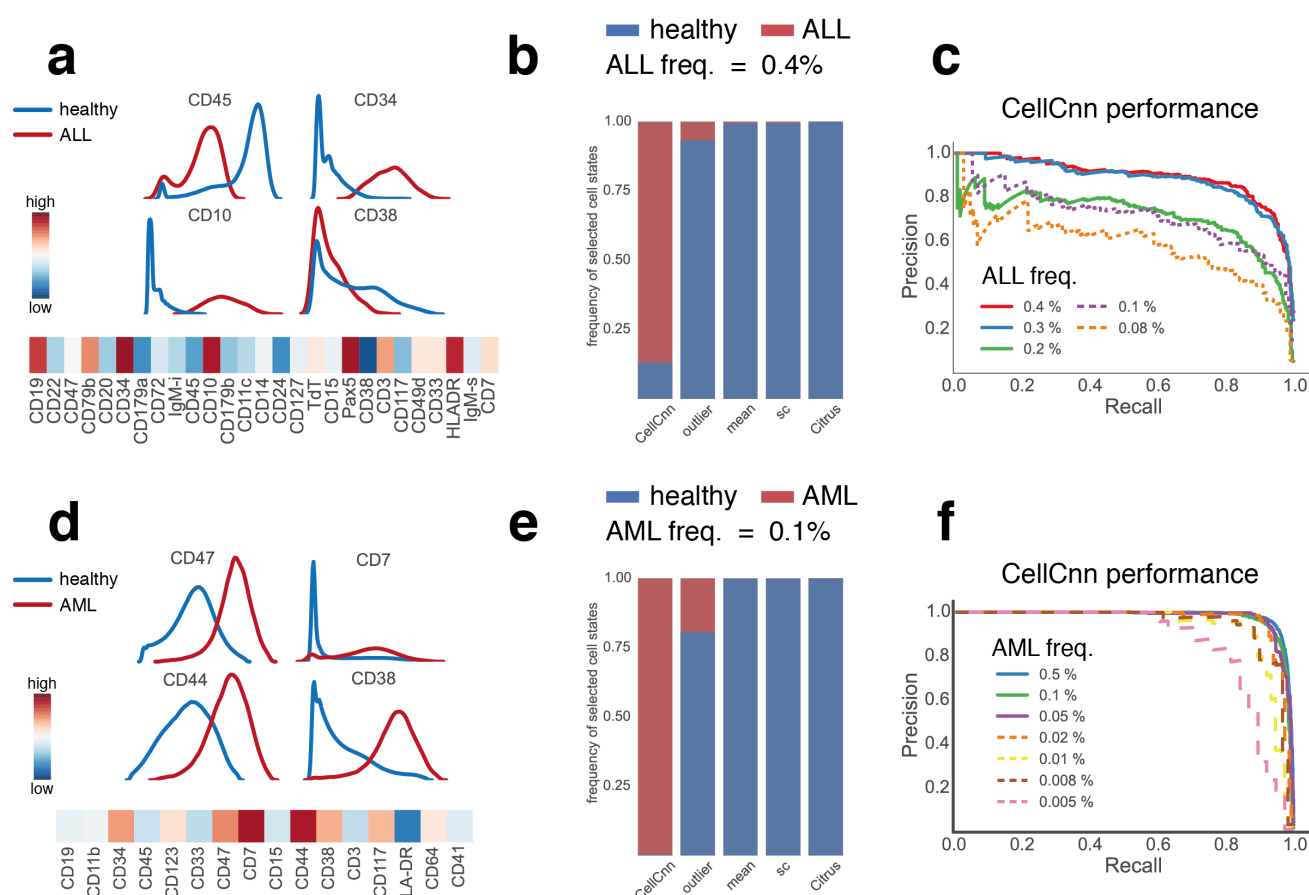 a
healthy
ALL
CD45
CD34
CD10
CD38
high
low
CD19
CD22
CD47
CD79b
CD20
CD34
CD179a
CD72
IgM-i
CD45
CD10
CD179b
CD11c
CD14
CD24
CD127
TdT
CD15
Pax5
CD38
CD3
CD117
CD49d
CD33
HLADR
IgM-s
CD7
b
healthy ALL
ALL freq. = 0.4%
frequency of selected cell states
1.00
0.75
0.50
0.25
CellCnn
outlier
mean
sc
Citrus
c
CellCnn performance
Precision
1.0
0.8
0.6
0.4
0.2
ALL freq.
0.4 %
0.3 %
0.2 %
0.1 %
0.08 %
0.0 0.2 0.4 0.6 0.8 1.0
Recall
d
healthy
AML
CD47
CD7
CD44
CD38
high
low
CD19
CD11b
CD34
CD45
CD123
CD33
CD47
CD7
CD15
CD44
CD38
CD3
CD117
LA-DR
CD64
CD41
e
healthy AML
AML freq. = 0.1%
frequency of selected cell states
1.00
0.75
0.50
0.25
CellCnn
outlier
mean
sc
Citrus
f
CellCnn performance
Precision
1.0
0.8
0.6
0.4
0.2
AML freq.
0.5 %
0.1 %
0.05 %
0.02 %
0.01 %
0.008 %
0.005 %
0.0 0.2 0.4 0.6 0.8 1.0
Recall